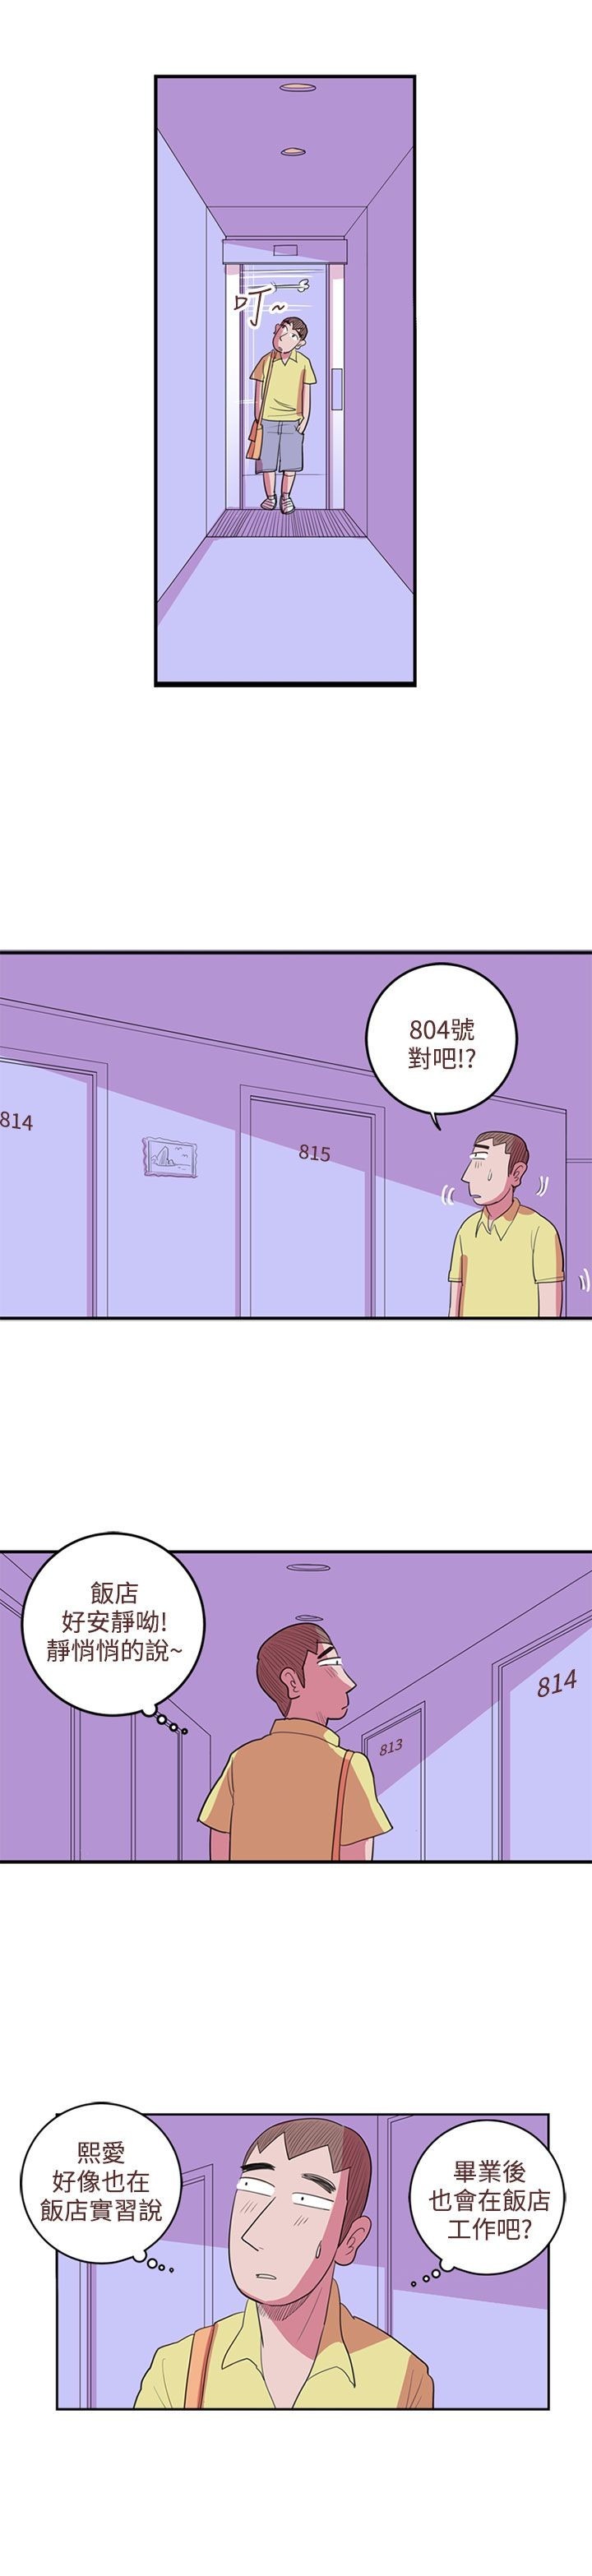 叮~
804號
對吧!?
814
815
飯店
好安靜呦!
靜悄悄的說~
814
813
熙愛
好像也在
飯店實習說
畢業後
也會在飯店
工作吧?